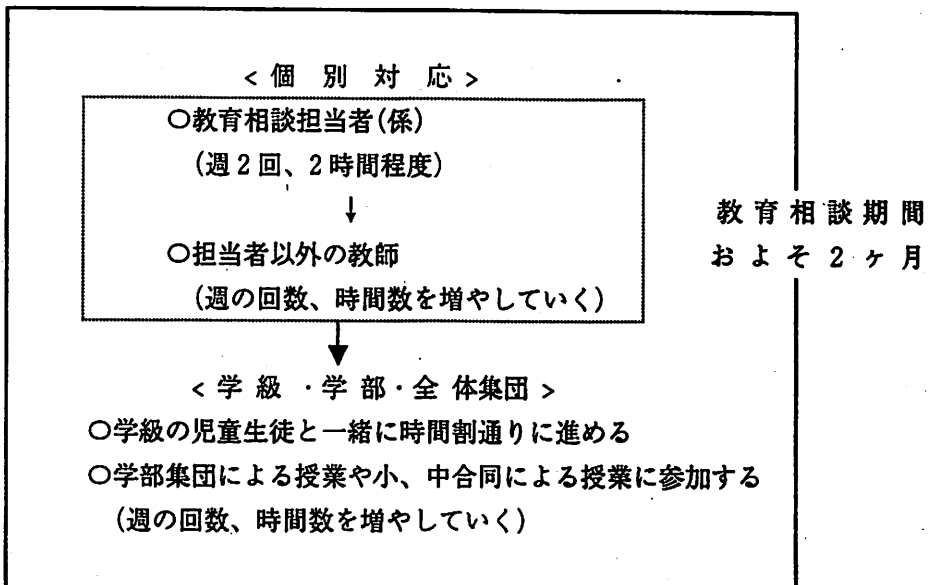 <個別対応>
○教育相談担当者(係)
(週2回、2時間程度)
↓
○担当者以外の教師
(週の回数、時間数を増やしていく)
教育相談期間
およそ2ヶ月
<学級・学部・全体集団>
○学級の児童生徒と一緒に時間割通りに進める
○学部集団による授業や小、中合同による授業に参加する
(週の回数、時間数を増やしていく)